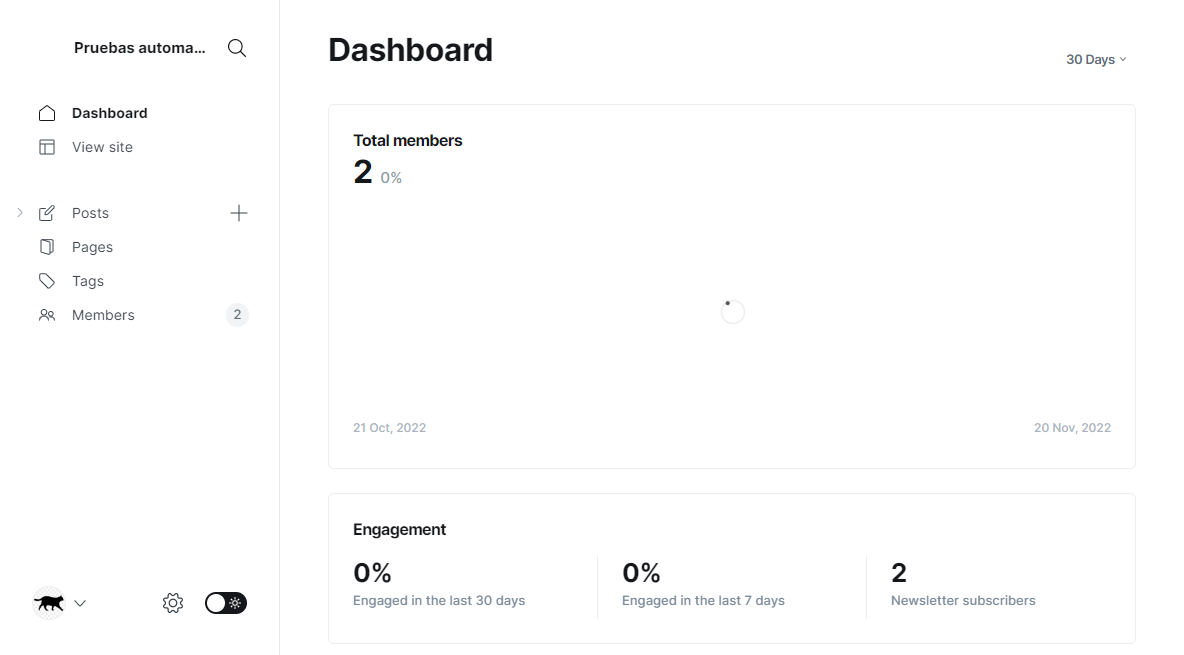 Pruebas automa...
Dashboard
View site
Posts
Pages
Tags
Members
2
Dashboard
30 Days
Total members
2 0%
21 Oct, 2022
20 Nov, 2022
Engagement
0%
Engaged in the last 30 days
0%
Engaged in the last 7 days
2
Newsletter subscribers